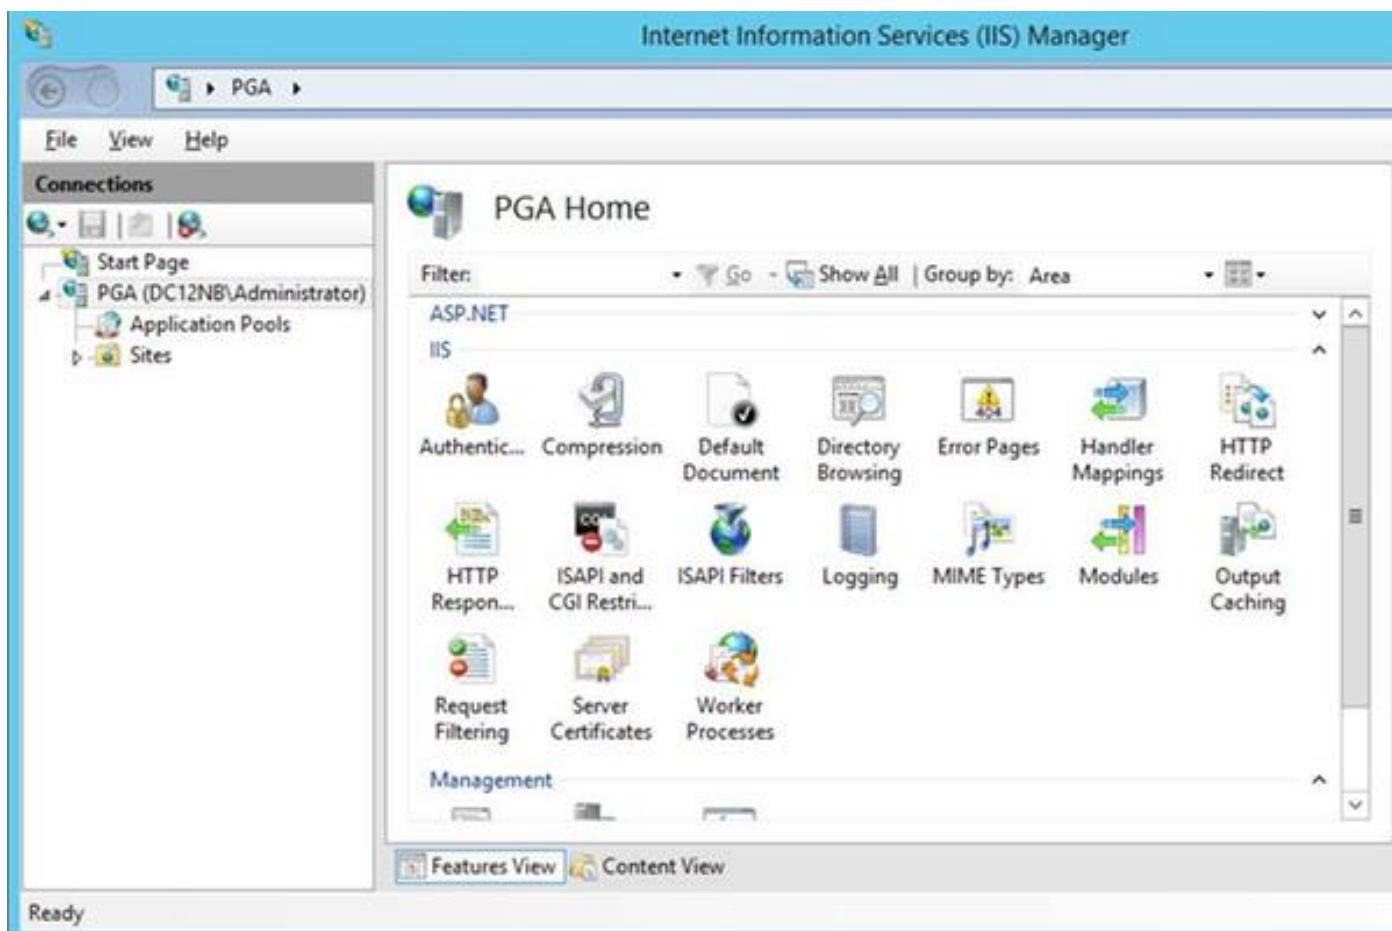 Internet Information Services (IIS) Manager
PGA
File View Help
Connections
Start Page
PGA (DC12NB\Administrator)
Application Pools
Sites
PGA Home
Filter: Go Show All Group by: Area
ASP.NET
IIS
Authentic... Compression Default Document Directory Browsing Error Pages Handler Mappings HTTP Redirect
HTTP Respon... ISAPI and CGI Restri... ISAPI Filters Logging MIME Types Modules Output Caching
Request Filtering Server Certificates Worker Processes
Management
Features View Content View
Ready